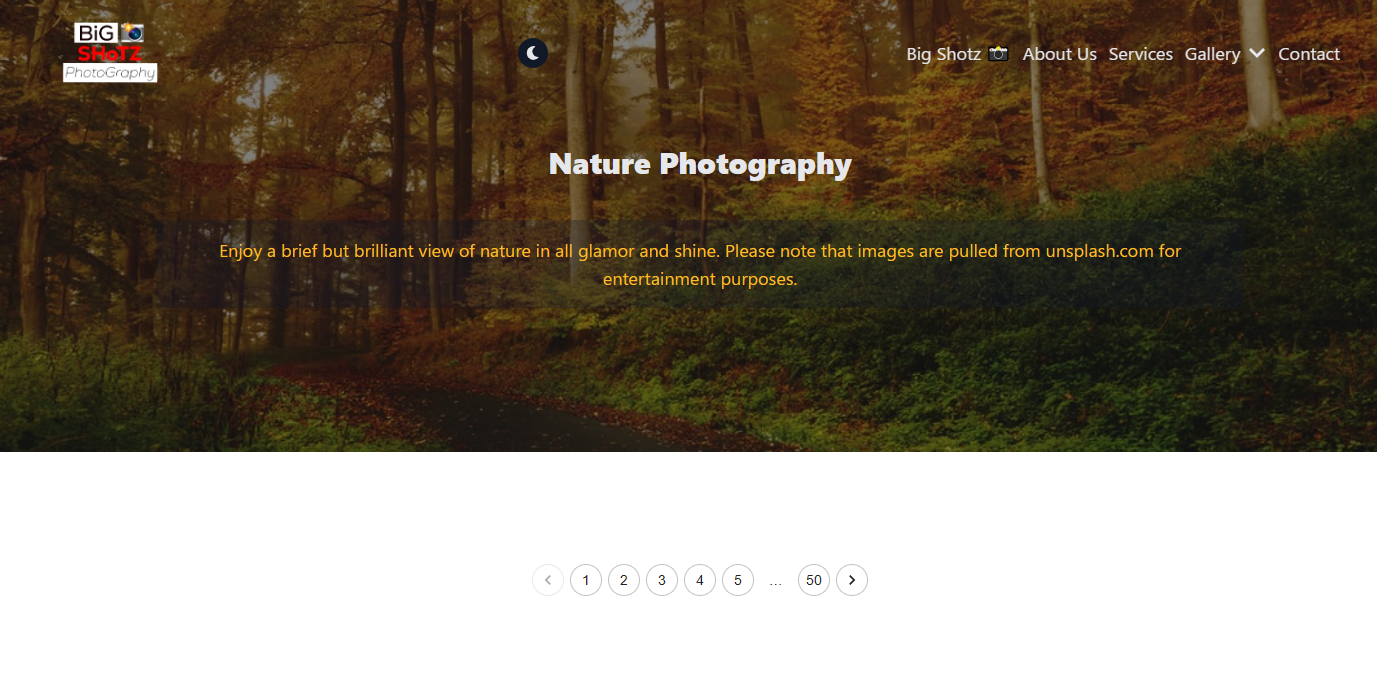 BiG
SHoTZ
PhotoGraphy
Big Shotz About Us Services Gallery Contact
Nature Photography
Enjoy a brief but brilliant view of nature in all glamor and shine. Please note that images are pulled from unsplash.com for
entertainment purposes.
1 2 3 4 5 ... 50